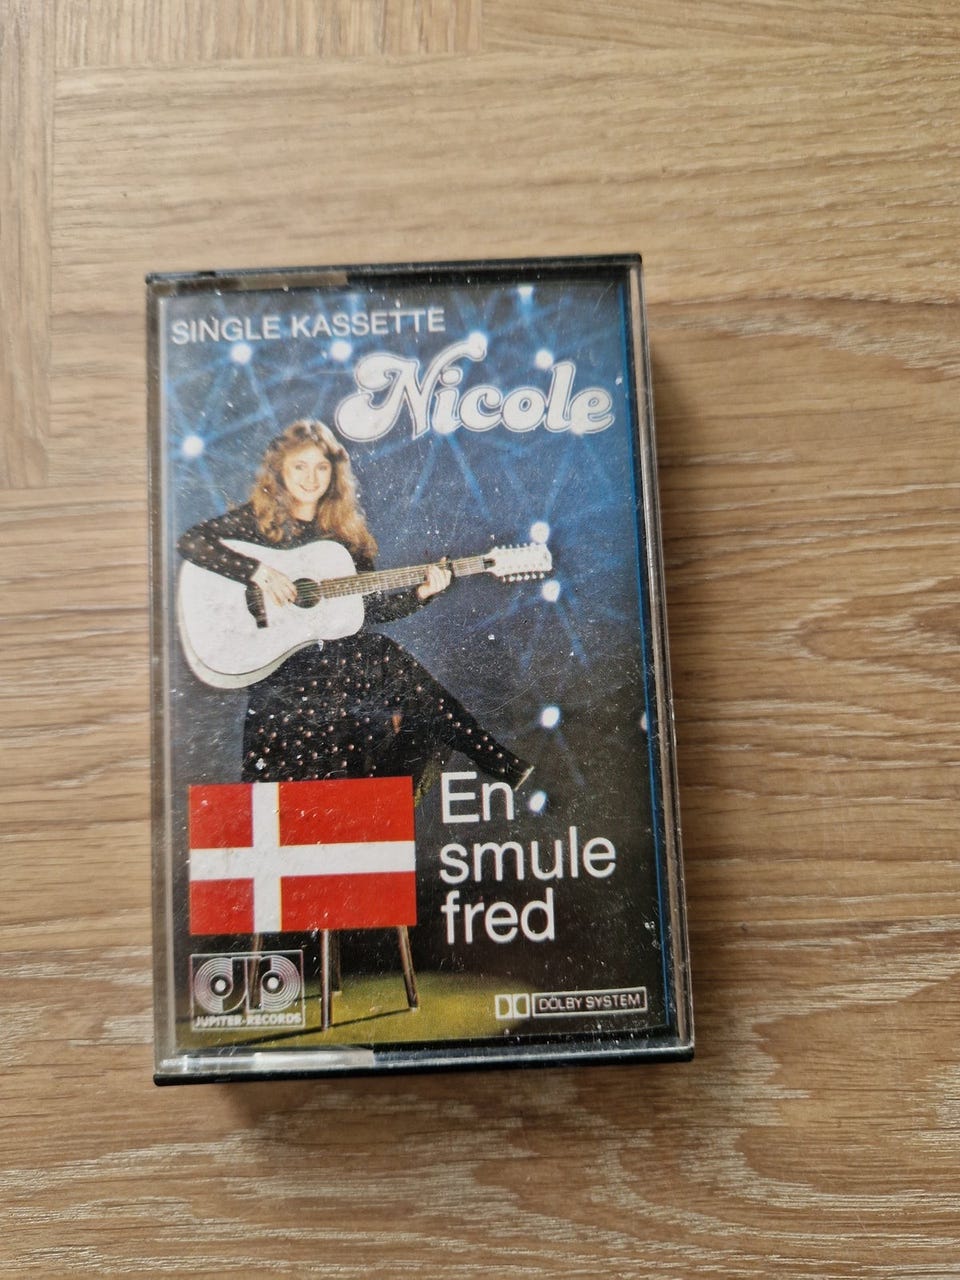 SINGLE KASSETTE
Nicole
En
smule
fred
JUPITER-RECORDS
DOLBY SYSTEM